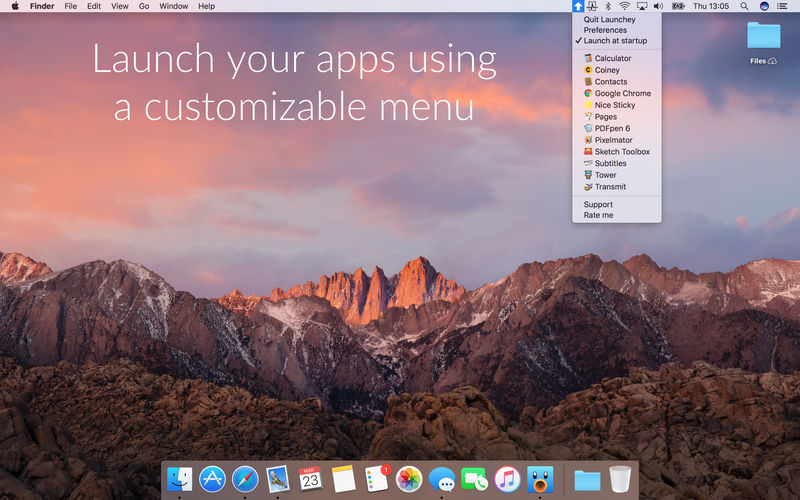 Finder File Edit View Go Window Help Thu 13:05
Launch your apps using
a customizable menu
Quit Launchey
Preferences
✓ Launch at startup
Calculator
Coiney
Contacts
Google Chrome
Nice Sticky
Pages
PDFpen 6
Pixelmator
Sketch Toolbox
Subtitles
Tower
Transmit
Support
Rate me
Files
MAR
23
1